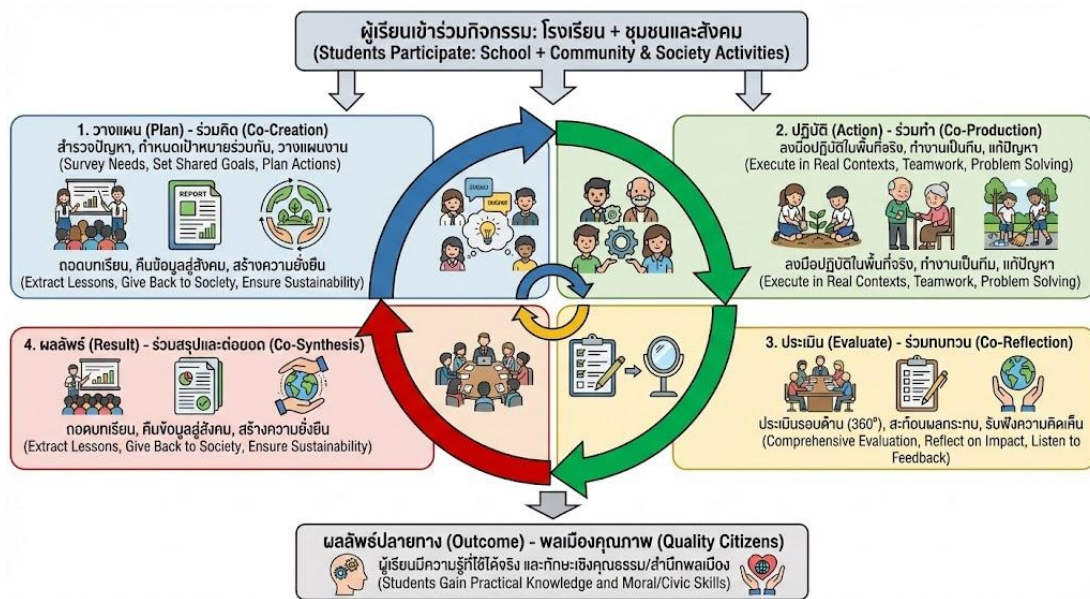 ผู้เรียนเข้าร่วมกิจกรรม: โรงเรียน + ชุมชนและสังคม
(Students Participate: School + Community & Society Activities)
1. วางแผน (Plan) - ร่วมคิด (Co-Creation)
สำรวจปัญหา, กำหนดเป้าหมายร่วมกัน, วางแผนงาน
(Survey Needs, Set Shared Goals, Plan Actions)
REPORT
ถอดบทเรียน, คืนข้อมูลสู่สังคม, สร้างความยั่งยืน
(Extract Lessons, Give Back to Society, Ensure Sustainability)
2. ปฏิบัติ (Action) - ร่วมทำ (Co-Production)
ลงมือปฏิบัติในพื้นที่จริง, ทำงานเป็นทีม, แก้ปัญหา
(Execute in Real Contexts, Teamwork, Problem Solving)
ลงมือปฏิบัติในพื้นที่จริง, ทำงานเป็นทีม, แก้ปัญหา
(Execute in Real Contexts, Teamwork, Problem Solving)
4. ผลลัพธ์ (Result) - ร่วมสรุปและต่อยอด (Co-Synthesis)
ถอดบทเรียน, คืนข้อมูลสู่สังคม, สร้างความยั่งยืน
(Extract Lessons, Give Back to Society, Ensure Sustainability)
3. ประเมิน (Evaluate) - ร่วมทบทวน (Co-Reflection)
ประเมินรอบด้าน (360°), สะท้อนผลกระทบ, รับฟังความคิดเห็น
(Comprehensive Evaluation, Reflect on Impact, Listen to
Feedback)
ผลลัพธ์ปลายทาง (Outcome) - พลเมืองคุณภาพ (Quality Citizens)
ผู้เรียนมีความรู้ที่ใช้ได้จริง และทักษะเชิงคุณธรรม/สำนึกพลเมือง
(Students Gain Practical Knowledge and Moral/Civic Skills)